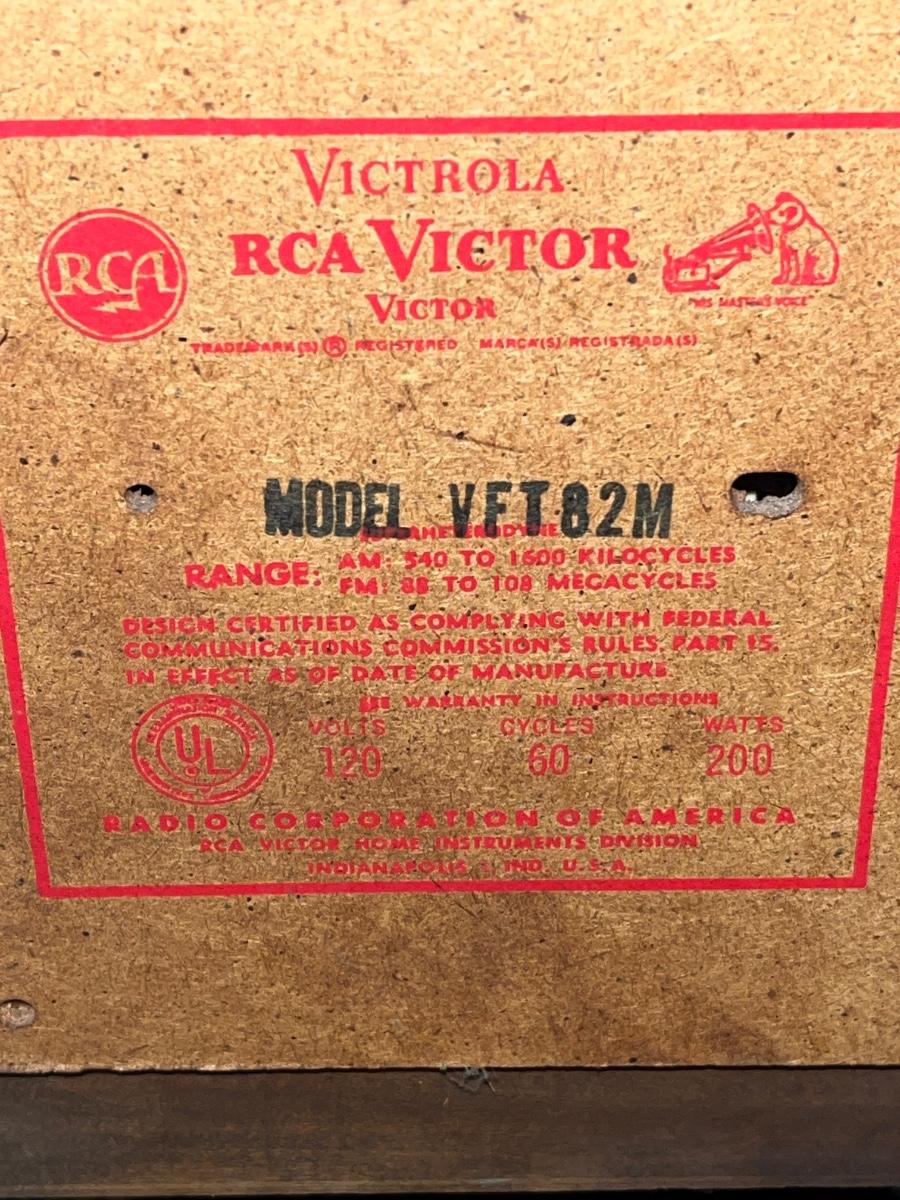 VICTROLA
RCA
RCA VICTOR
"HIS MASTER'S VOICE"
VICTOR
TRADEMARK(S) ® REGISTERED MARCA(S) REGISTRADA(S)
MODEL VFT82M
SUPERHETERODYNE
RANGE: AM: 540 TO 1600 KILOCYCLES
FM: 88 TO 108 MEGACYCLES
DESIGN CERTIFIED AS COMPLYING WITH FEDERAL
COMMUNICATIONS COMMISSION'S RULES, PART 15,
IN EFFECT AS OF DATE OF MANUFACTURE
SEE WARRANTY IN INSTRUCTIONS
UL
VOLTS CYCLES WATTS
120 60 200
RADIO CORPORATION OF AMERICA
RCA VICTOR HOME INSTRUMENTS DIVISION
INDIANAPOLIS 1, IND. U.S.A.